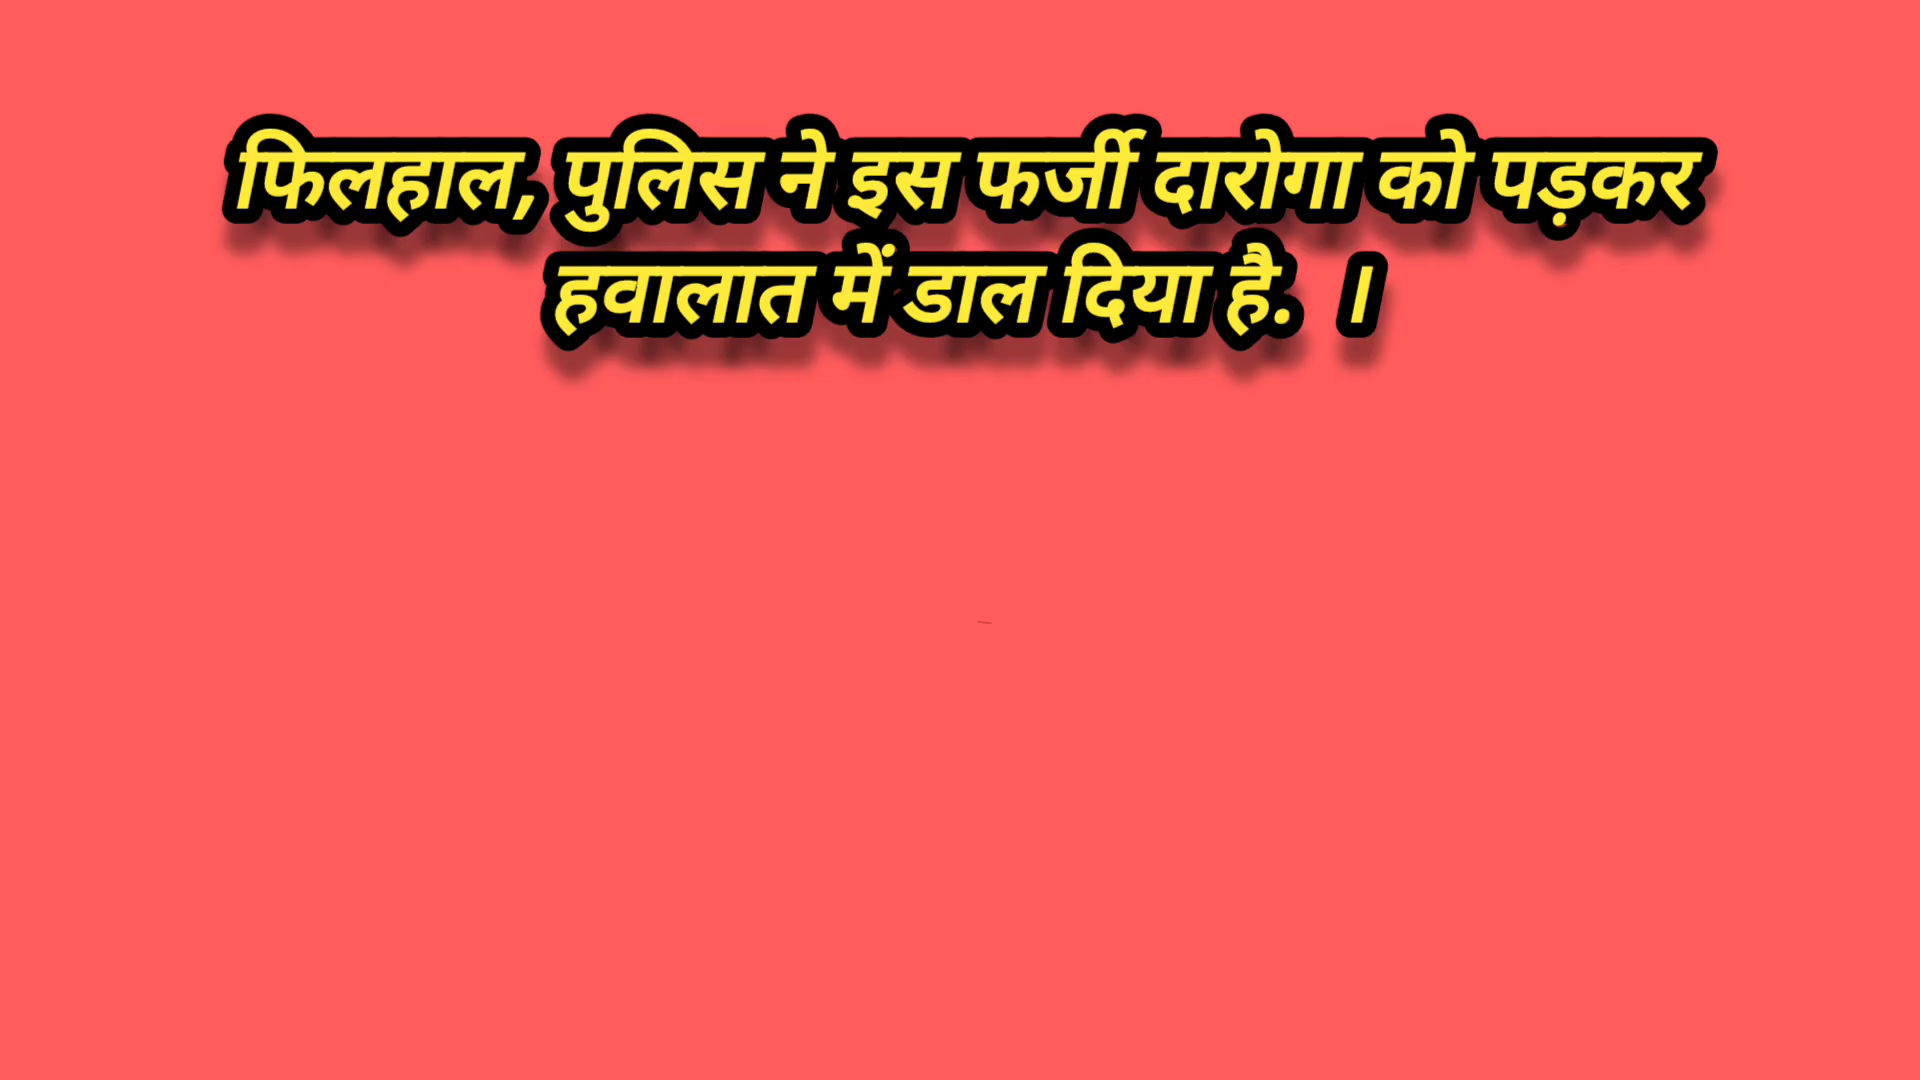 फिलहाल, पुलिस ने इस फर्जी दारोगा को पड़कर
हवालात में डाल दिया है. ।